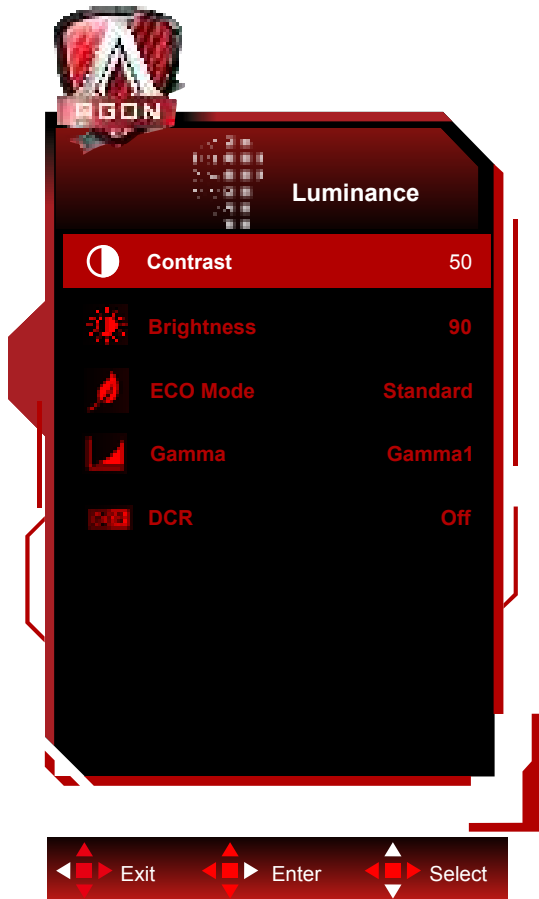 AGON
Luminance
Contrast 50
Brightness 90
ECO Mode Standard
Gamma Gamma1
DCR Off
Exit Enter Select